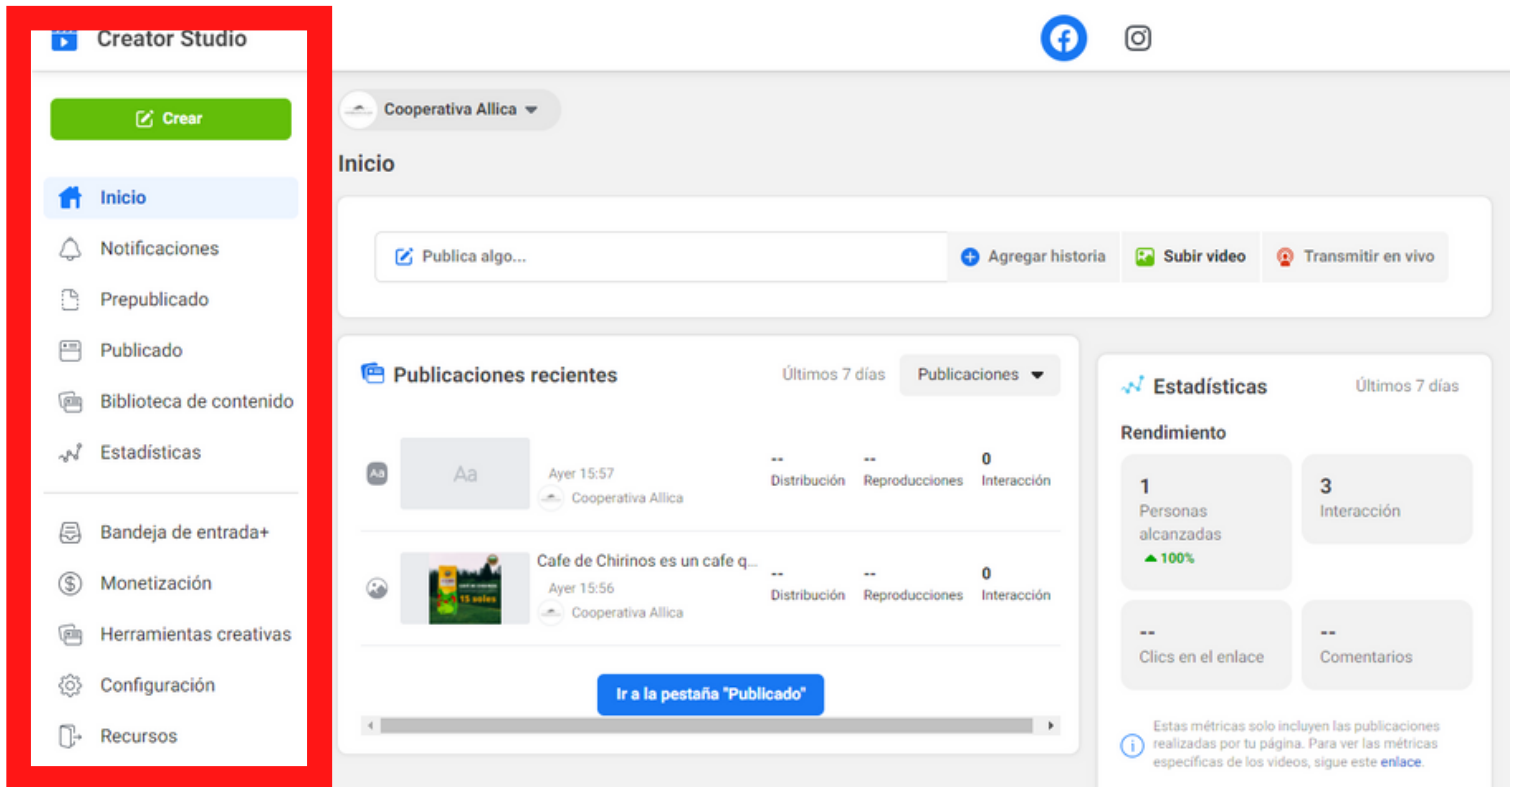 Creator Studio
Crear
Inicio
Notificaciones
Prepublicado
Publicado
Biblioteca de contenido
Estadísticas
Bandeja de entrada+
Monetización
Herramientas creativas
Configuración
Recursos
Cooperativa Allica
Inicio
Publica algo...
Agregar historia
Subir video
Transmitir en vivo
Publicaciones recientes
Últimos 7 días
Publicaciones
Aa
Aa
Ayer 15:57
Cooperativa Allica
--
Distribución
--
Reproducciones
0
Interacción
Cafe de Chirinos es un cafe q...
Ayer 15:56
Cooperativa Allica
15 soles
--
Distribución
--
Reproducciones
0
Interacción
Ir a la pestaña "Publicado"
Estadísticas
Últimos 7 días
Rendimiento
1
Personas
alcanzadas
100%
3
Interacción
--
Clics en el enlace
--
Comentarios
Estas métricas solo incluyen las publicaciones
realizadas por tu página. Para ver las métricas
específicas de los videos, sigue este enlace.